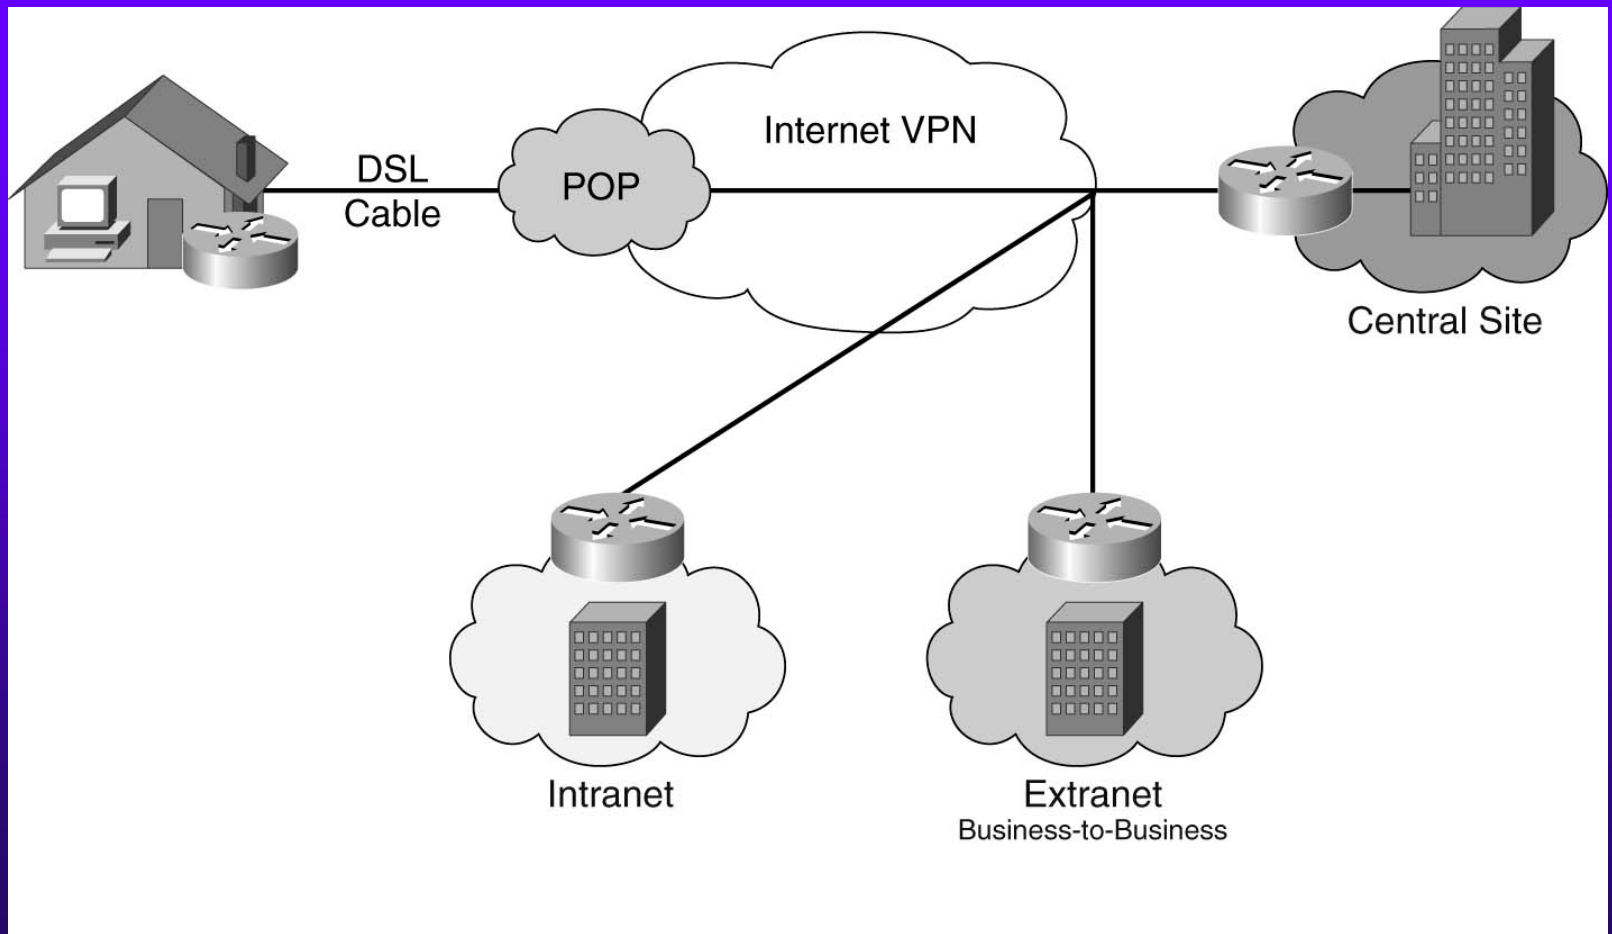 Internet VPN
DSL
Cable
POP
Central Site
Intranet
Extranet
Business-to-Business